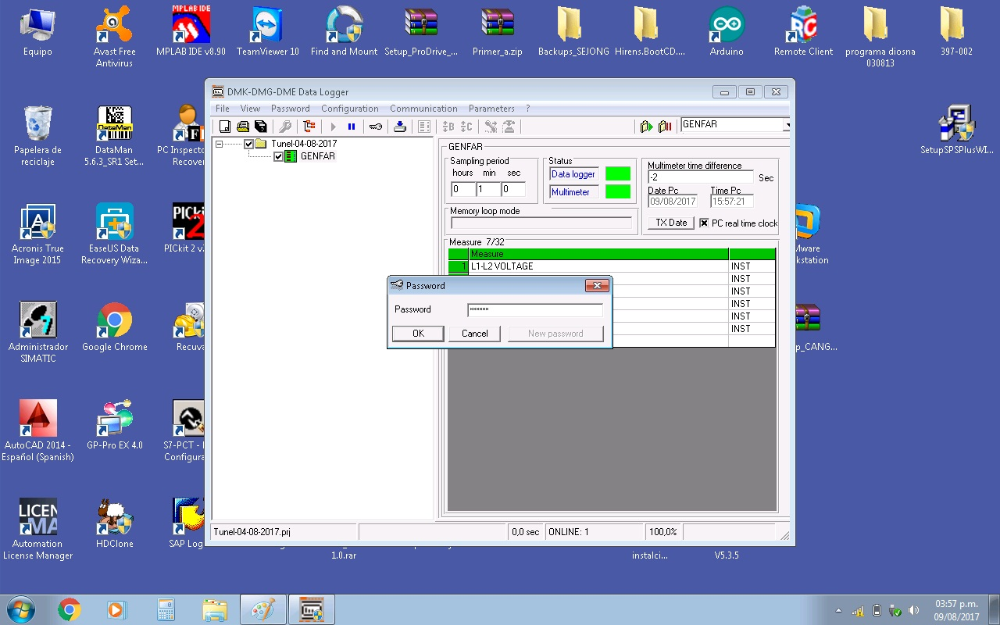 Equipo
Avast Free
Antivirus
MPLAB IDE
MPLAB IDE v8.90
TeamViewer 10
Find and Mount
Setup_ProDrive_...
Primer_a.zip
Backups_SEJONG
Hirens.BootCD....
Arduino
Remote Client
programa diosna
030813
397-002
DMK-DMG-DME Data Logger
File View Password Configuration Communication Parameters ?
GENFAR
Tunel-04-08-2017
GENFAR
GENFAR
Sampling period
hours min sec
0 1 0
Memory loop mode
Status
Data logger
Multimeter
Multimeter time difference
-2 Sec
Date Pc Time Pc
09/08/2017 15:57:21
TX Date PC real time clock
Measure 7/32
Measure
1 L1-L2 VOLTAGE INST
INST
INST
INST
INST
INST
Password
Password ******
OK Cancel New password
Tunel-04-08-2017.prj 0,0 sec ONLINE: 1 100,0%
Papelera de
reciclaje
DataMan
DataMan
5.6.3_SR1 Set...
PC Inspector
Recover
SetupSPSPlusWI...
Acronis True
Image 2015
EaseUS Data
Recovery Wiza...
PICkit 2 v2
Mware
kstation
Administrador
SIMATIC
Google Chrome
Recuva
p_CANG...
AutoCAD 2014 -
Español (Spanish)
GP-Pro EX 4.0
S7-PCT -
Configura
LICEN
MA
Automation
License Manager
HDClone
SAP Log
1.0.rar
instalci...
V5.3.5
03:57 p.m.
09/08/2017